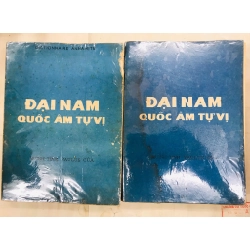 ĐẠI NAM
QUỐC ÂM TỰ VỊ
ĐẠI NAM
QUỐC ÂM TỰ VỊ